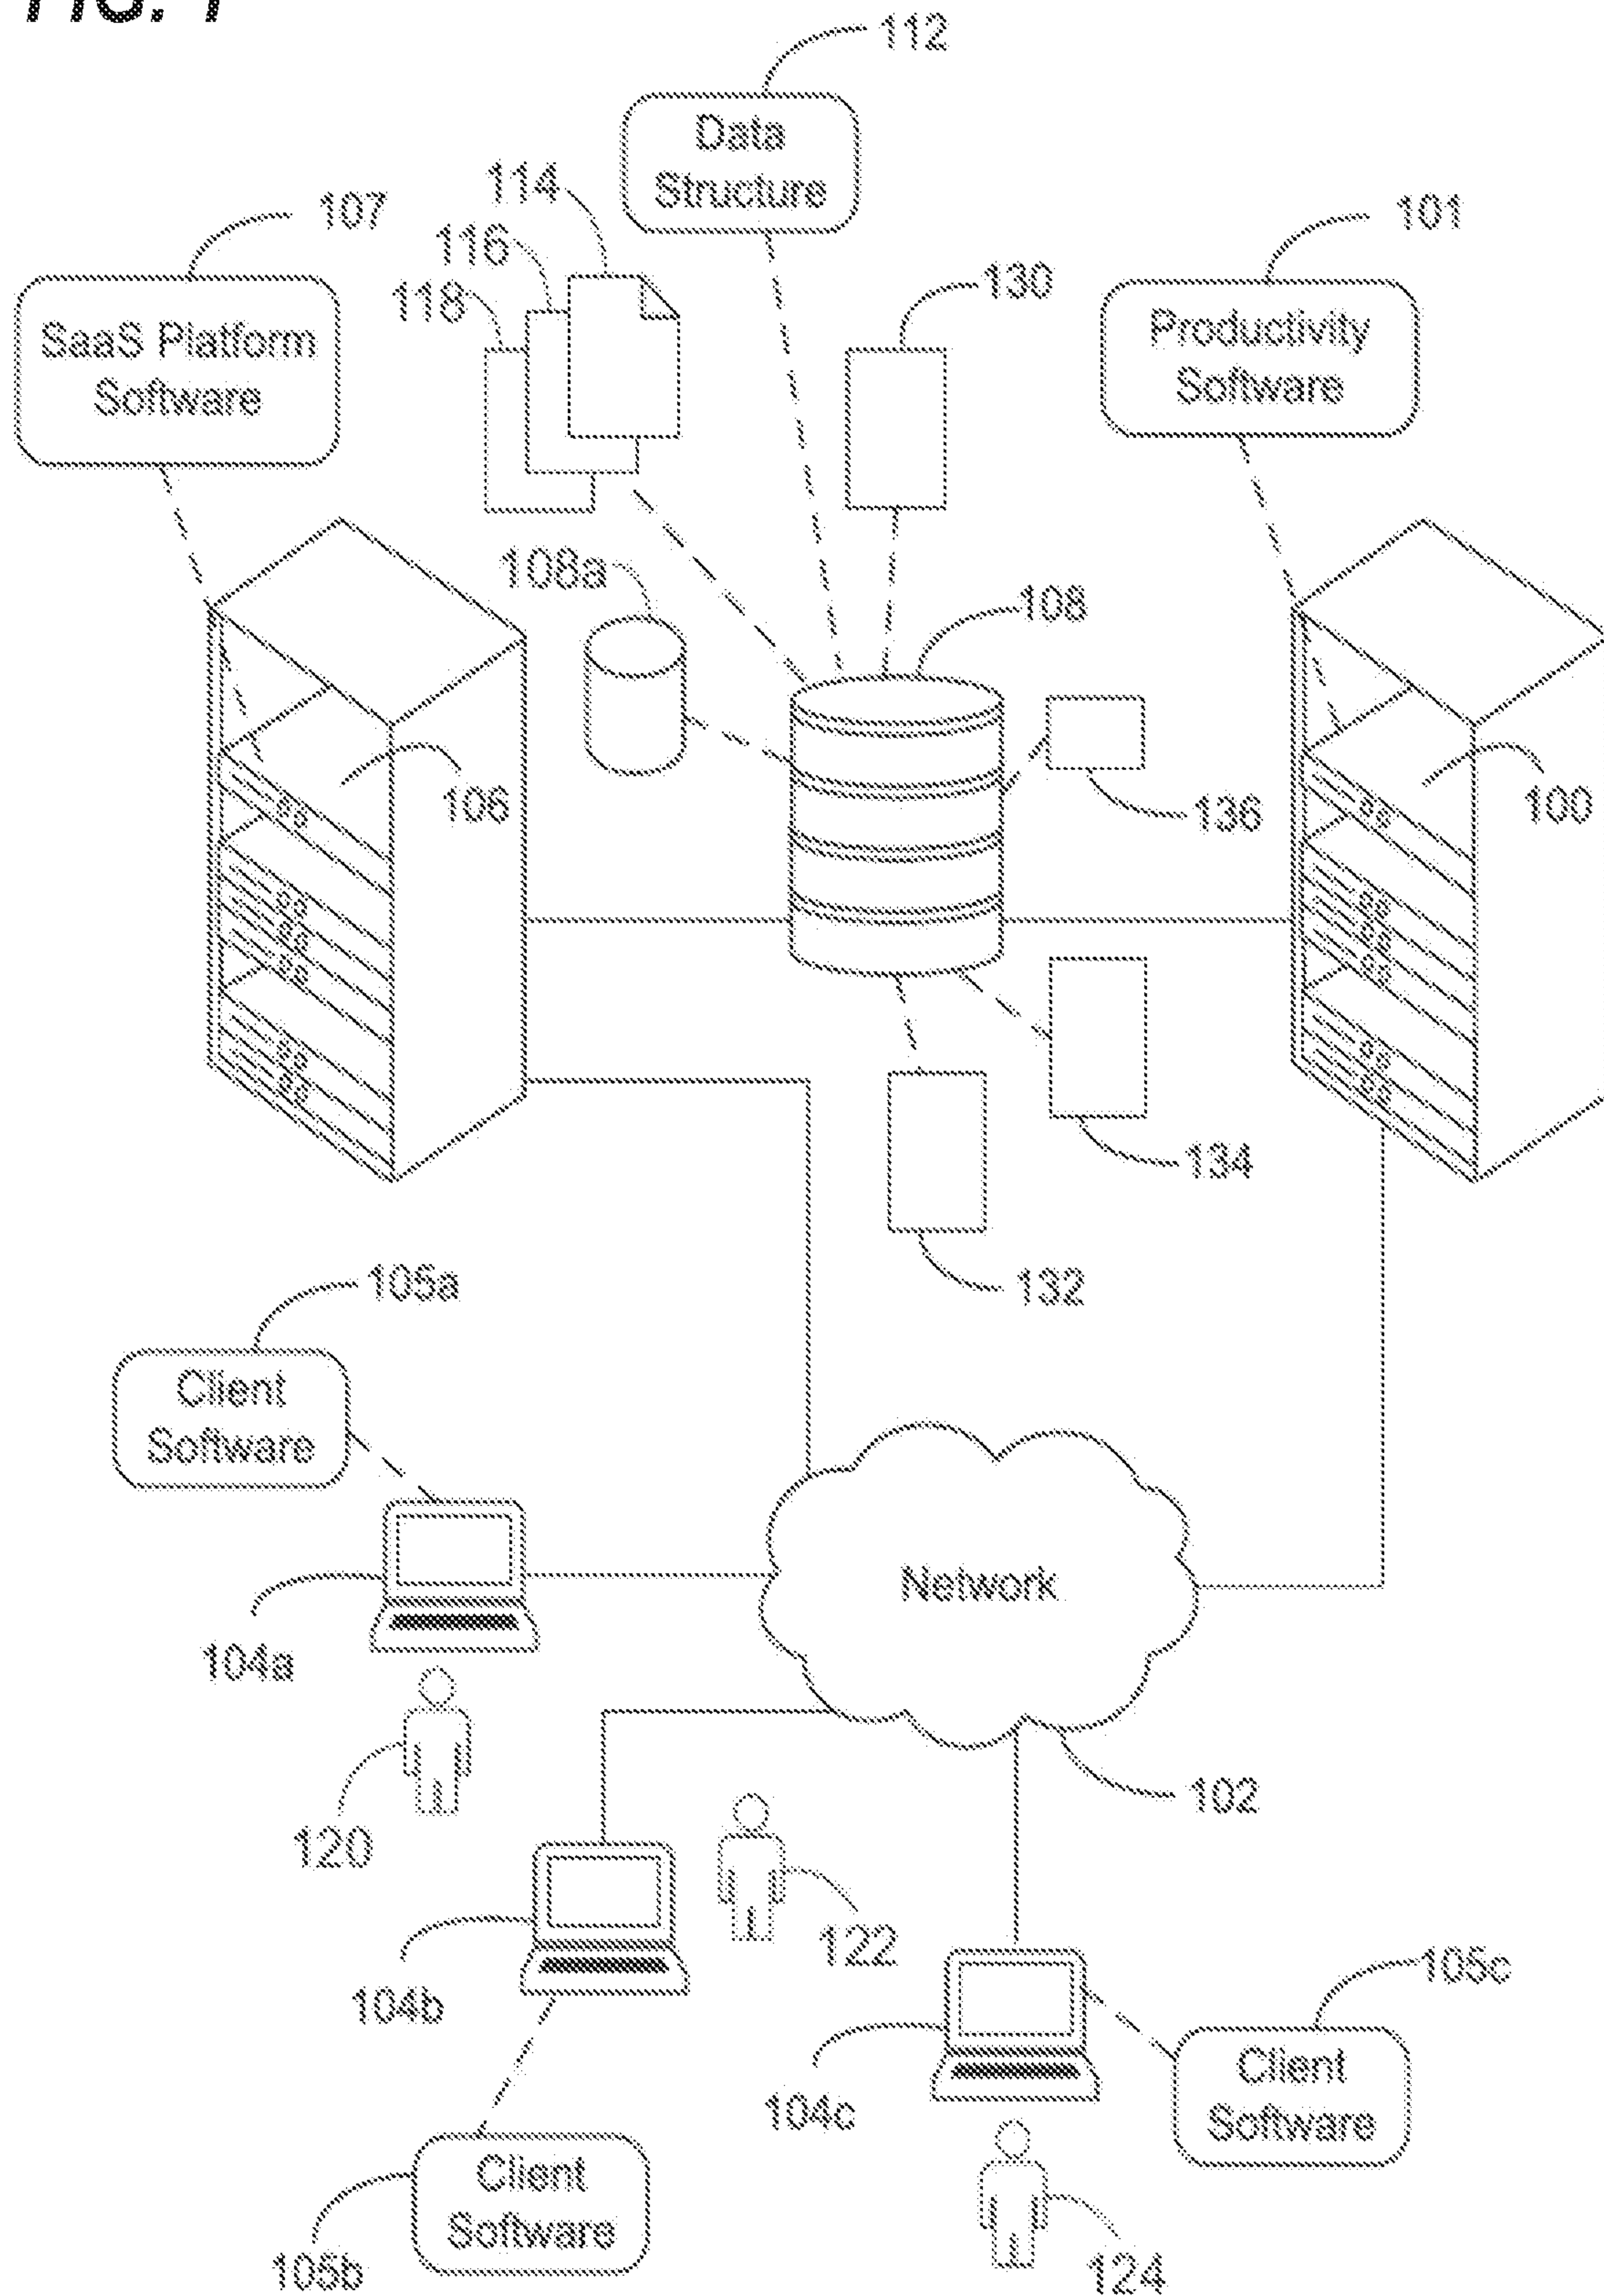 FIG. 1
112
Data
Structure
114
107
116
101
118
130
SaaS Platform
Software
Productivity
Software
108a
108
106
136
100
134
132
105a
Client
Software
Network
104a
102
120
122
104b
105c
Client
Software
104c
Client
Software
105b
124